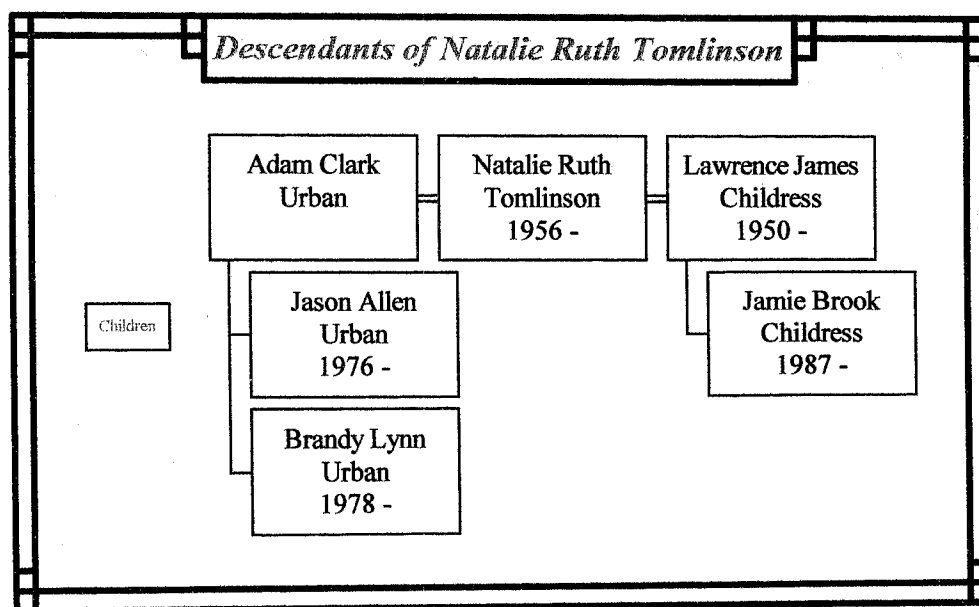 Descendants of Natalie Ruth Tomlinson
Adam Clark
Urban
Natalie Ruth
Tomlinson
1956 -
Lawrence James
Childress
1950 -
Children
Jason Allen
Urban
1976 -
Jamie Brook
Childress
1987 -
Brandy Lynn
Urban
1978 -